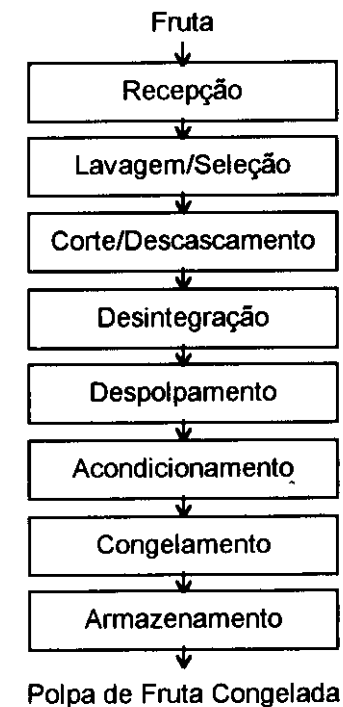 Fruta
Recepção
Lavagem/Seleção
Corte/Descascamento
Desintegração
Despolpamento
Acondicionamento
Congelamento
Armazenamento
Polpa de Fruta Congelada